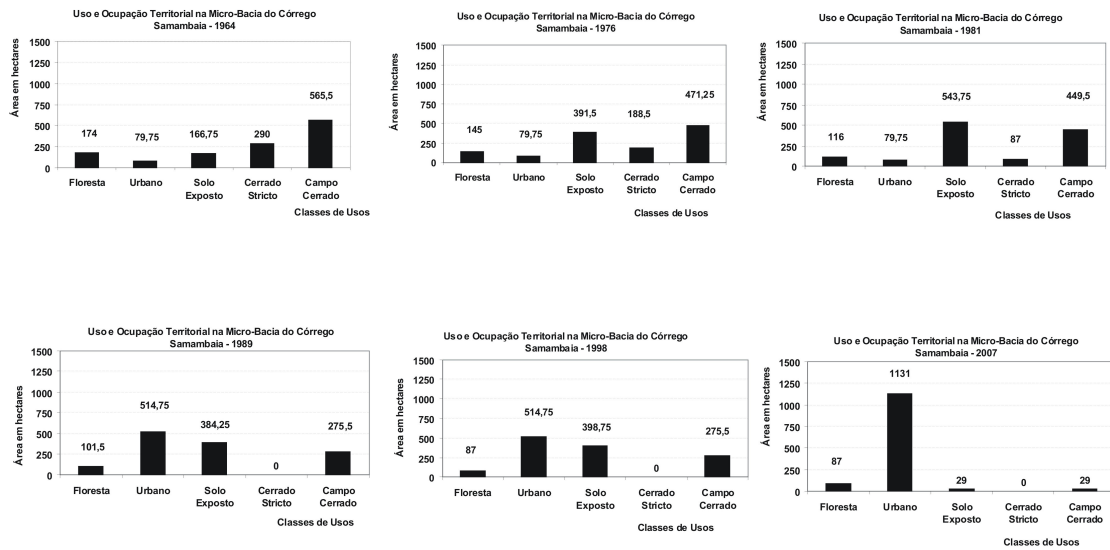 Uso e Ocupação Territorial na Micro-Bacia do Córrego
Samambaia - 1964
Área em hectares
1500
1250
1000
750
500
250
0
174
79,75
166,75
290
565,5
Floresta
Urbano
Solo
Exposto
Cerrado
Stricto
Campo
Cerrado
Classes de Usos
Uso e Ocupação Territorial na Micro-Bacia do Córrego
Samambaia - 1976
Área em hectares
1500
1250
1000
750
500
250
0
145
79,75
391,5
188,5
471,25
Floresta
Urbano
Solo
Exposto
Cerrado
Stricto
Campo
Cerrado
Classes de Usos
Uso e Ocupação Territorial na Micro-Bacia do Córrego
Samambaia - 1981
Área em hectares
1500
1250
1000
750
500
250
0
116
79,75
543,75
87
449,5
Floresta
Urbano
Solo
Exposto
Cerrado
Stricto
Campo
Cerrado
Classes de Usos
Uso e Ocupação Territorial na Micro-Bacia do Córrego
Samambaia - 1989
Área em hectares
1500
1250
1000
750
500
250
0
101,5
514,75
384,25
0
275,5
Floresta
Urbano
Solo
Exposto
Cerrado
Stricto
Campo
Cerrado
Classes de Usos
Uso e Ocupação Territorial na Micro-Bacia do Córrego
Samambaia - 1998
Área em hectares
1500
1250
1000
750
500
250
0
87
514,75
398,75
0
275,5
Floresta
Urbano
Solo
Exposto
Cerrado
Stricto
Campo
Cerrado
Classes de Usos
Uso e Ocupação Territorial na Micro-Bacia do Córrego
Samambaia - 2007
Área em hectares
1500
1250
1000
750
500
250
0
87
1131
29
0
29
Floresta
Urbano
Solo
Exposto
Cerrado
Stricto
Campo
Cerrado
Classes de Usos